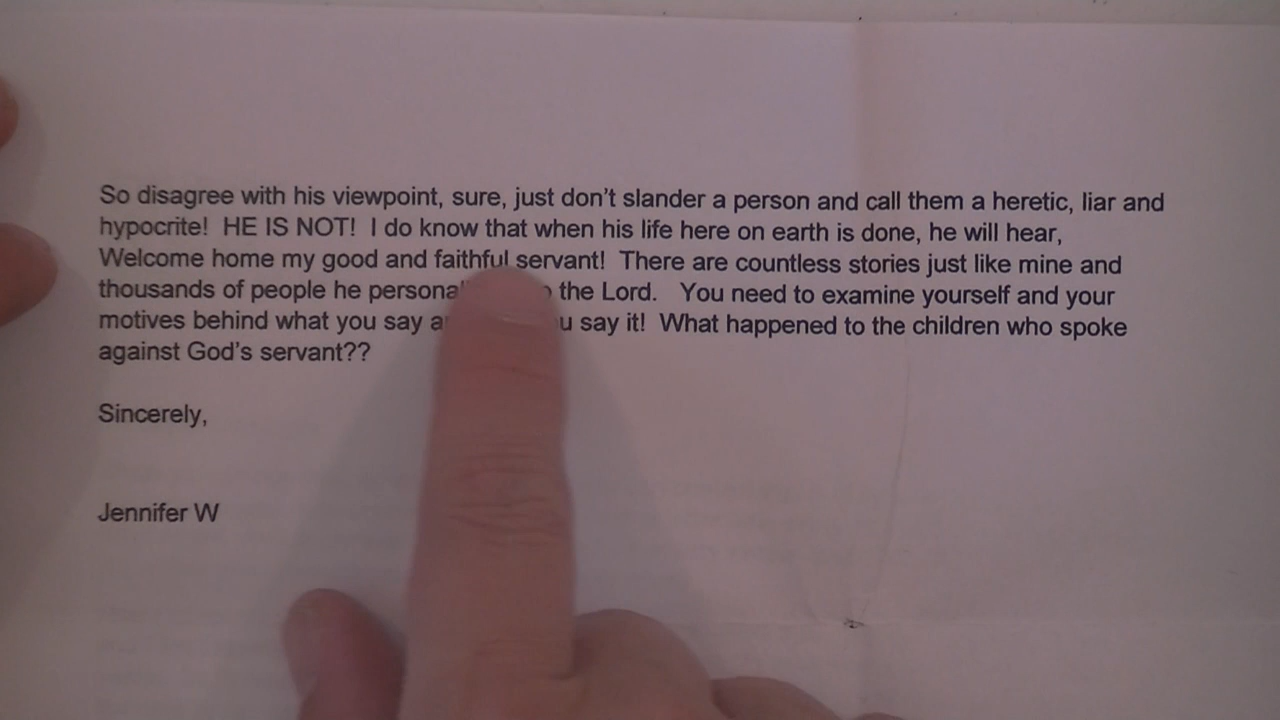 So disagree with his viewpoint, sure, just don't slander a person and call them a heretic, liar and
hypocrite! HE IS NOT! I do know that when his life here on earth is done, he will hear,
Welcome home my good and faithful servant! There are countless stories just like mine and
thousands of people he the Lord. You need to examine yourself and your
motives behind what you say say it! What happened to the children who spoke
against God's servant??
Sincerely,
Jennifer W